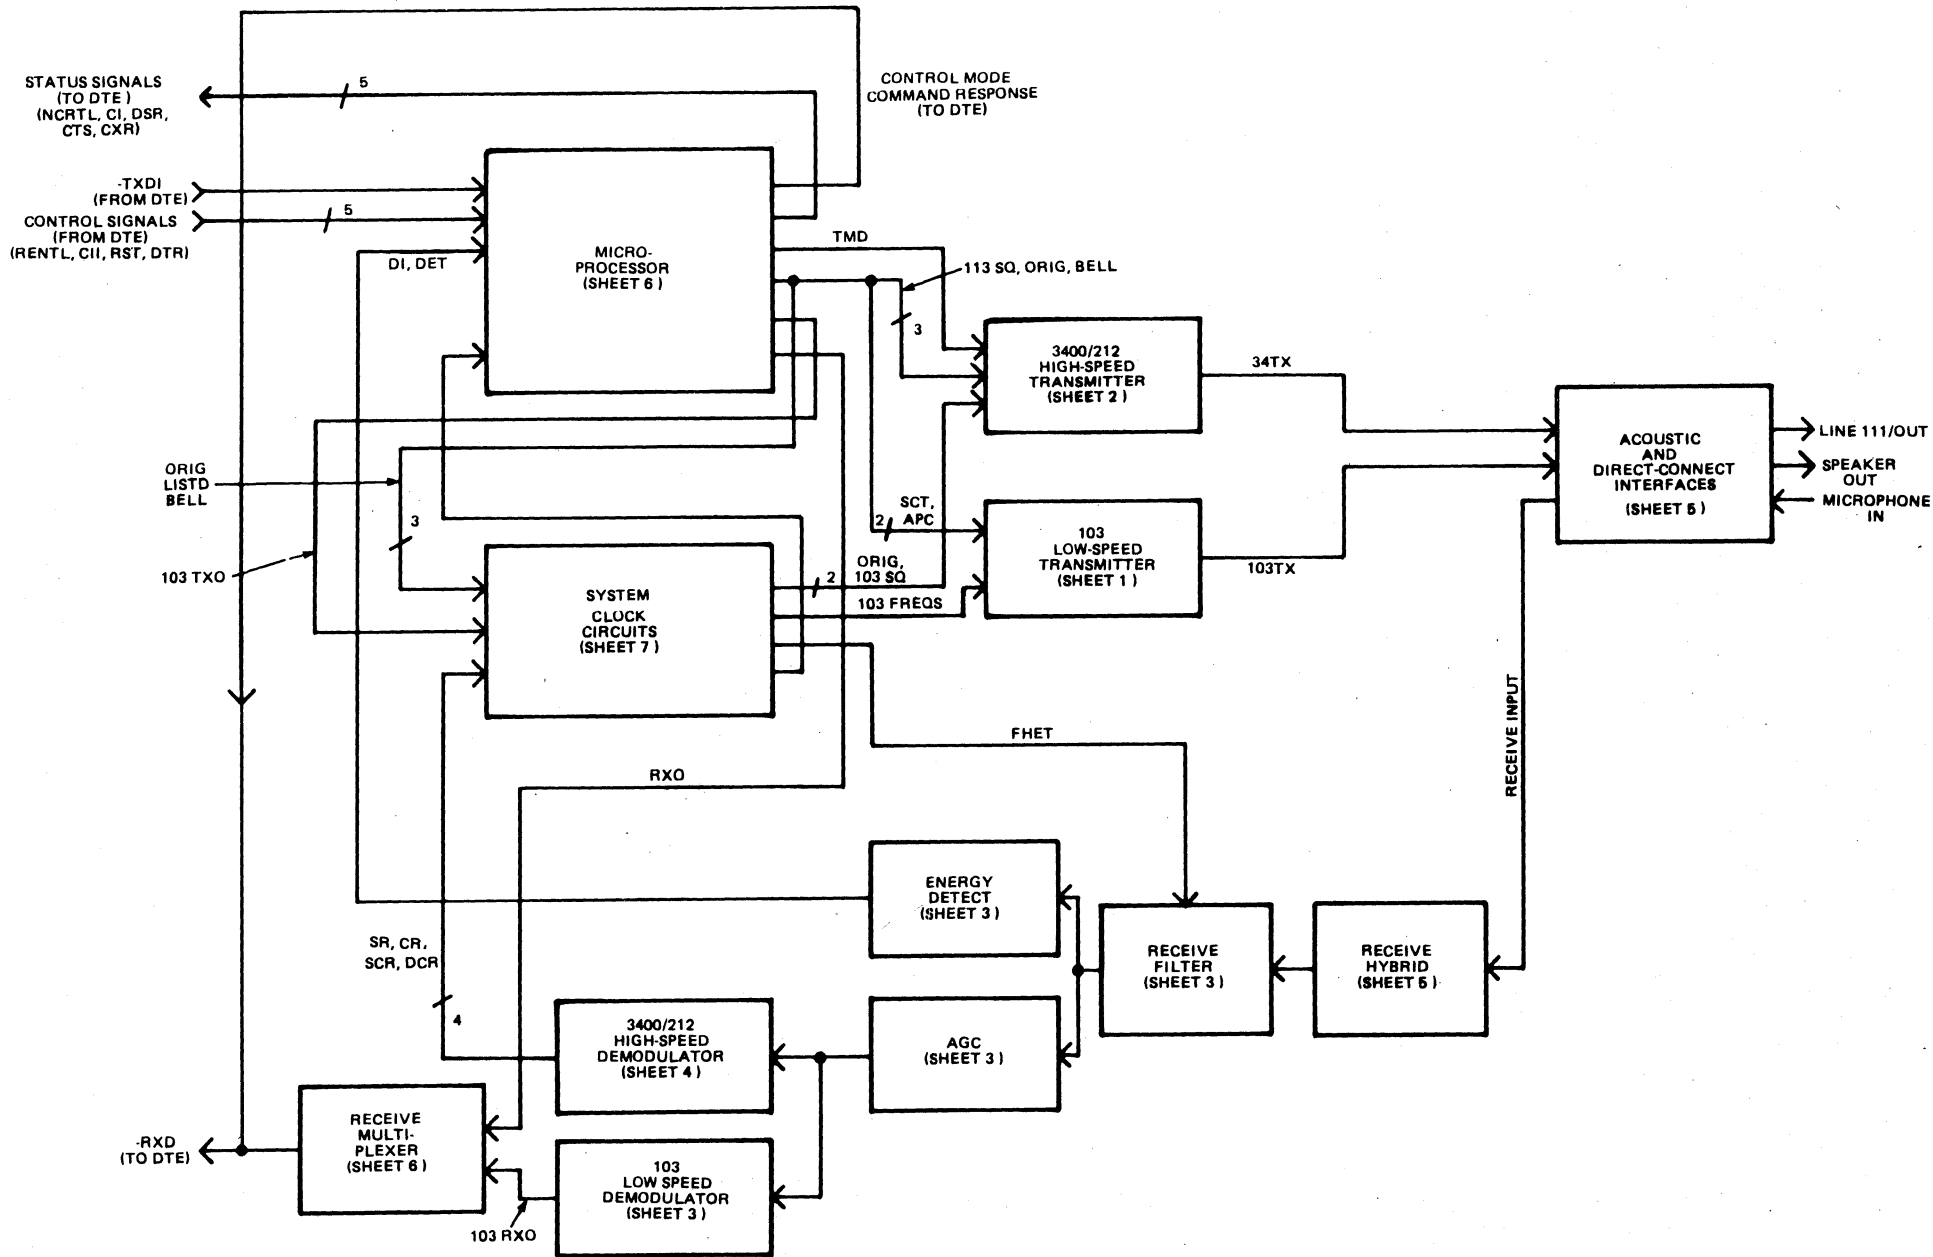 STATUS SIGNALS
(TO DTE)
(NCRTL, CI, DSR,
CTS, CXR)
5
CONTROL MODE
COMMAND RESPONSE
(TO DTE)
-TXDI
(FROM DTE)
CONTROL SIGNALS
(FROM DTE)
(RENTL, CII, RST, DTR)
5
DI, DET
MICRO-
PROCESSOR
(SHEET 6)
TMD
113 SQ, ORIG, BELL
3
3400/212
HIGH-SPEED
TRANSMITTER
(SHEET 2)
34TX
ACOUSTIC
AND
DIRECT-CONNECT
INTERFACES
(SHEET 5)
LINE 111/OUT
SPEAKER
OUT
MICROPHONE
IN
ORIG
LISTD
BELL
3
103 TXO
SCT,
APC
2
103
LOW-SPEED
TRANSMITTER
(SHEET 1)
103TX
SYSTEM
CLOCK
CIRCUITS
(SHEET 7)
ORIG,
103 SQ
2
103 FREQS
FHET
RXO
RECEIVE INPUT
ENERGY
DETECT
(SHEET 3)
RECEIVE
FILTER
(SHEET 3)
RECEIVE
HYBRID
(SHEET 5)
SR, CR,
SCR, DCR
4
3400/212
HIGH-SPEED
DEMODULATOR
(SHEET 4)
AGC
(SHEET 3)
-RXD
(TO DTE)
RECEIVE
MULTI-
PLEXER
(SHEET 6)
103
LOW SPEED
DEMODULATOR
(SHEET 3)
103 RXO